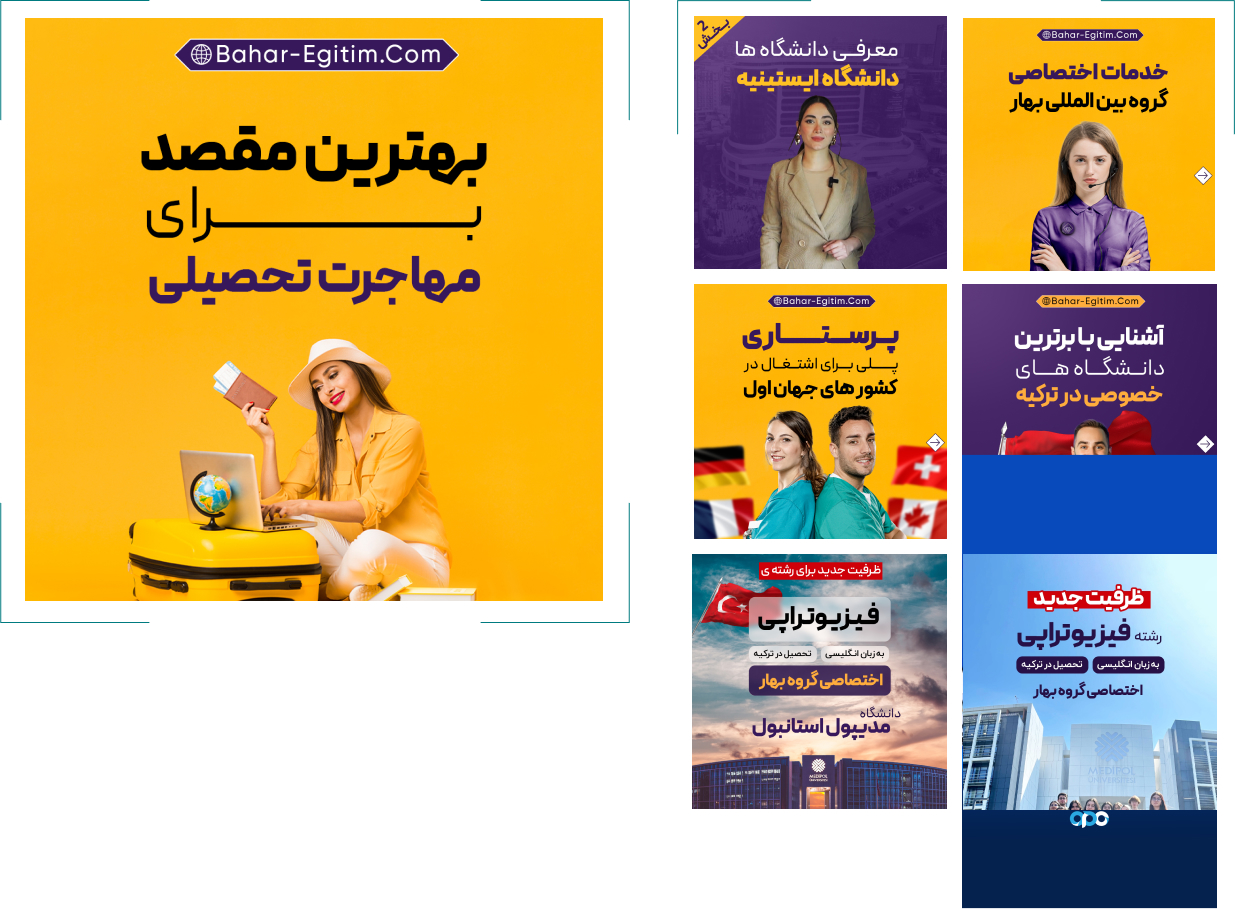 Bahar-Egitim.Com
بهترین مقصد
برای
مهاجرت تحصیلی
بخش 2
معرفی دانشگاه ها
دانشگاه ایستینیه
Bahar-Egitim.Com
خدمات اختصاصی
گروه بین المللی بهار
Bahar-Egitim.Com
پرستاری
پلی برای اشتغال در
کشور های جهان اول
Bahar-Egitim.Com
آشنایی با برترین
دانشگاه های
خصوصی در ترکیه
ظرفیت جدید برای رشته ی
فیزیوتراپی
به زبان انگلیسی
تحصیل در ترکیه
اختصاصی گروه بهار
دانشگاه
مدیپول استانبول
MEDIPOL
ظرفیت جدید
رشته فیزیوتراپی
به زبان انگلیسی
تحصیل در ترکیه
اختصاصی گروه بهار
MEDIPOL
UNIVERSITESI